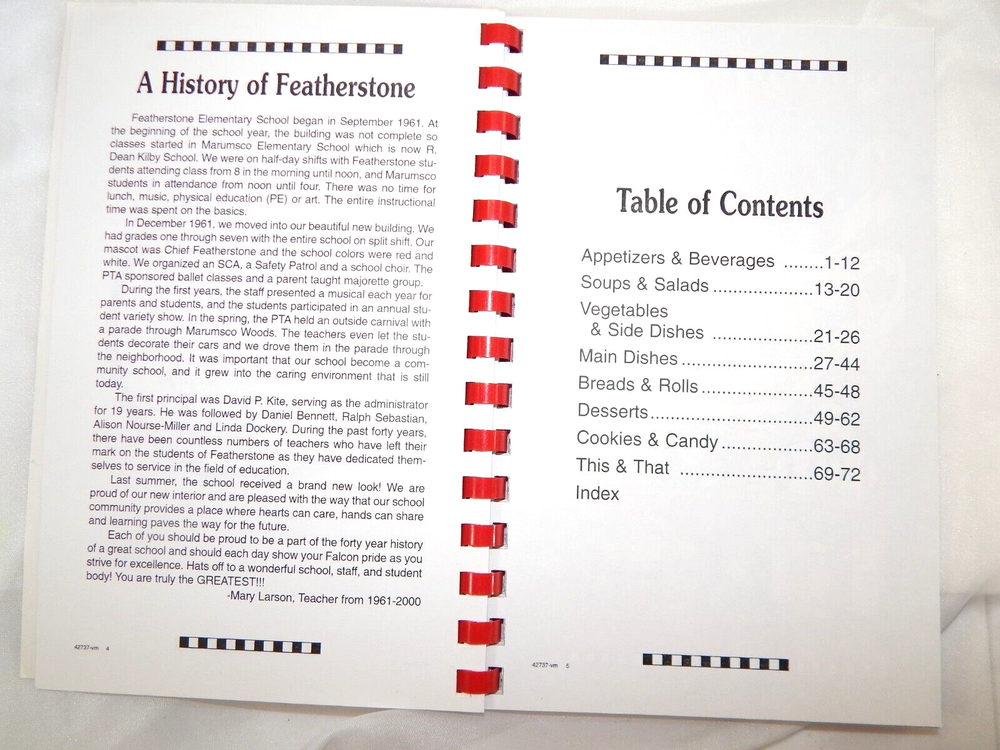 A History of Featherstone
Featherstone Elementary School began in September 1961. At
the beginning of the school year, the building was not complete so
classes started in Marumsco Elementary School which is now R.
Dean Kilby School. We were on half-day shifts with Featherstone stu-
dents attending class from 8 in the morning until noon, and Marumsco
students in attendance from noon until four. There was no time for
lunch, music, physical education (PE) or art. The entire instructional
time was spent on the basics.
In December 1961, we moved into our beautiful new building. We
had grades one through seven with the entire school on split shift. Our
mascot was Chief Featherstone and the school colors were red and
white. We organized an SCA, a Safety Patrol and a school choir. The
PTA sponsored ballet classes and a parent taught majorette group.
During the first years, the staff presented a musical each year for
parents and students, and the students participated in an annual stu-
dent variety show. In the spring, the PTA held an outside carnival with
a parade through Marumsco Woods. The teachers even let the stu-
dents decorate their cars and we drove them in the parade through
the neighborhood. It was important that our school become a com-
munity school, and it grew into the caring environment that is still
today.
The first principal was David P. Kite, serving as the administrator
for 19 years. He was followed by Daniel Bennett, Ralph Sebastian,
Alison Nourse-Miller and Linda Dockery. During the past forty years,
there have been countless numbers of teachers who have left their
mark on the students of Featherstone as they have dedicated them-
selves to service in the field of education.
Last summer, the school received a brand new look! We are
proud of our new interior and are pleased with the way that our school
community provides a place where hearts can care, hands can share
and learning paves the way for the future.
Each of you should be proud to be a part of the forty year history
of a great school and should each day show your Falcon pride as you
strive for excellence. Hats off to a wonderful school, staff, and student
body! You are truly the GREATEST!!!
-Mary Larson, Teacher from 1961-2000
42737-vm 4
Table of Contents
Appetizers & Beverages ........1-12
Soups & Salads....................13-20
Vegetables
& Side Dishes ....................21-26
Main Dishes..........................27-44
Breads & Rolls......................45-48
Desserts................................49-62
Cookies & Candy..................63-68
This & That ..........................69-72
Index
42737-vm 5